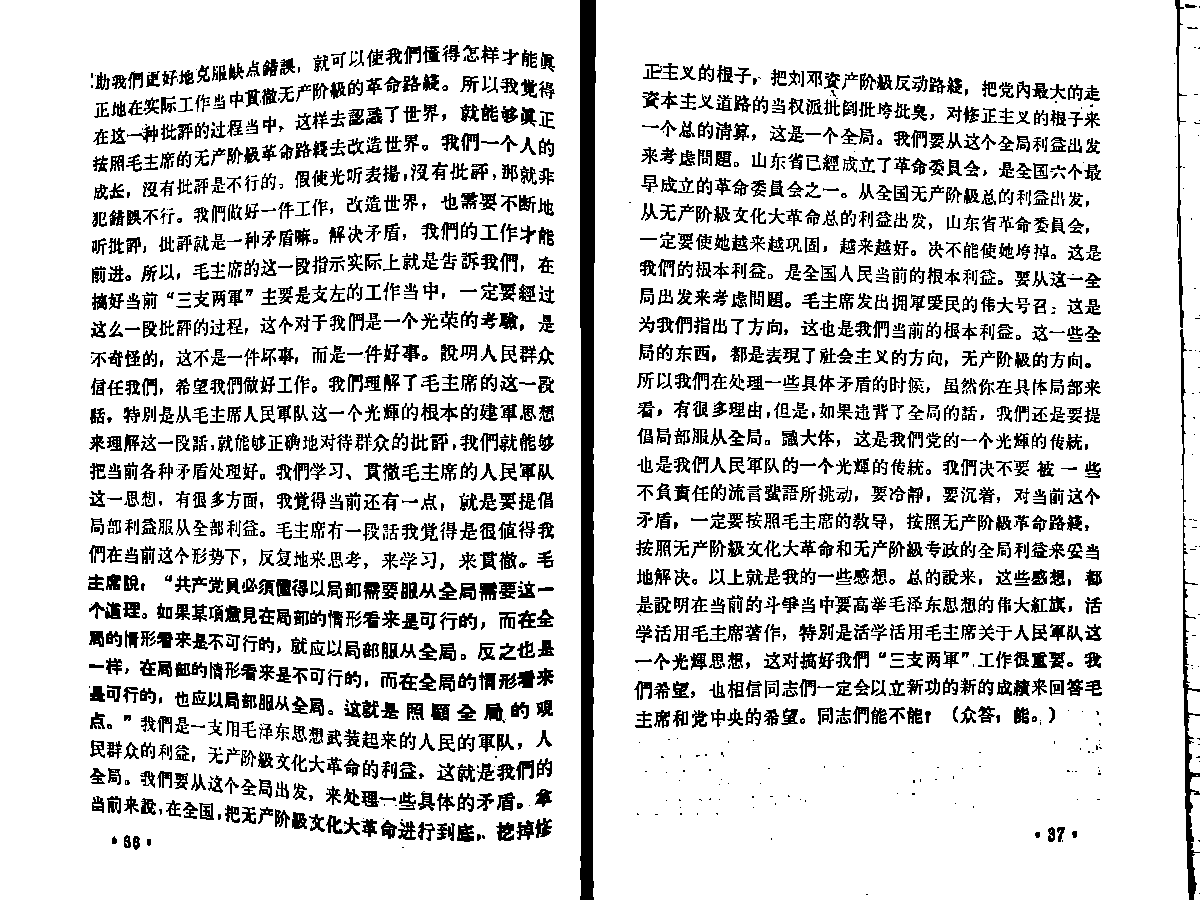 助我們更好地克服缺点錯誤，就可以使我們懂得怎样才能眞
正地在实际工作当中貫徹无产阶級的革命路綫。所以我覚得
在这一种批評的过程当中，这样去認識了世界，就能够眞正
按照毛主席的无产阶級革命路綫去改造世界。我們一个人的
成长，沒有批評是不行的。假使光听表揚，沒有批評，那就非
犯錯誤不行。我們做好一件工作，改造世界，也需要不断地
听批評，批評就是一种矛盾嘛。解决矛盾，我們的工作才能
前进。所以，毛主席的这一段指示实际上就是告訴我們，在
搞好当前“三支两軍”主要是支左的工作当中，一定要經过
这么一段批評的过程，这个对于我們是一个光荣的考驗，是
不奇怪的，这不是一件坏事，而是一件好事。說明人民群众
信任我們，希望我們做好工作。我們理解了毛主席的这一段
話，特別是从毛主席人民軍队这一个光輝的根本的建軍思想
来理解这一段話，就能够正确地对待群众的批評，我們就能够
把当前各种矛盾处理好。我們学习、貫徹毛主席的人民軍队
这一思想，有很多方面，我覚得当前还有一点，就是要提倡
局部利益服从全部利益。毛主席有一段話我覚得是很值得我
們在当前这个形势下，反复地来思考，来学习，来貫徹。毛
主席說：“共产党員必須懂得以局部需要服从全局需要这一
个道理。如果某項意見在局部的情形看来是可行的，而在全
局的情形看来是不可行的，就应以局部服从全局。反之也是
一样，在局部的情形看来是不可行的，而在全局的情形看来
是可行的，也应以局部服从全局。这就是照顧全局的观
点。”我們是一支用毛泽东思想武装起来的人民的軍队，人
民群众的利益，无产阶級文化大革命的利益，这就是我們的
全局。我們要从这个全局出发，来处理一些具体的矛盾。拿
当前来說，在全国，把无产阶級文化大革命进行到底，挖掉修
·36·
正主义的根子，把刘邓资产阶級反动路綫，把党内最大的走
资本主义道路的当权派批倒批垮批臭，对修正主义的根子来
一个总的清算，这是一个全局。我們要从这个全局利益出发
来考慮問題。山东省已經成立了革命委員会，是全国六个最
早成立的革命委員会之一。从全国无产阶級总的利益出发，
从无产阶級文化大革命总的利益出发，山东省革命委員会，
一定要使她越来越巩固，越来越好。决不能使她垮掉。这是
我們的根本利益。是全国人民当前的根本利益。要从这一全
局出发来考慮問題。毛主席发出拥軍愛民的伟大号召，这是
为我們指出了方向，这也是我們当前的根本利益。这一些全
局的东西，都是表現了社会主义的方向，无产阶級的方向。
所以我們在处理一些具体矛盾的时候，虽然你在具体局部来
看，有很多理由，但是，如果违背了全局的話，我們还是要提
倡局部服从全局。識大体，这是我們党的一个光輝的传統，
也是我們人民軍队的一个光輝的传統。我們决不要被一些
不負責任的流言蜚語所挑动，要冷靜，要沉着，对当前这个
矛盾，一定要按照毛主席的敎导，按照无产阶級革命路綫，
按照无产阶級文化大革命和无产阶級专政的全局利益来妥当
地解决。以上就是我的一些感想。总的說来，这些感想，都
是說明在当前的斗爭当中要高举毛泽东思想的伟大紅旗，活
学活用毛主席著作，特別是活学活用毛主席关于人民軍队这
一个光輝思想，这对搞好我們“三支两軍”工作很重要。我
們希望，也相信同志們一定会以立新功的新的成績来回答毛
主席和党中央的希望。同志們能不能？（众答：能。）
·37·